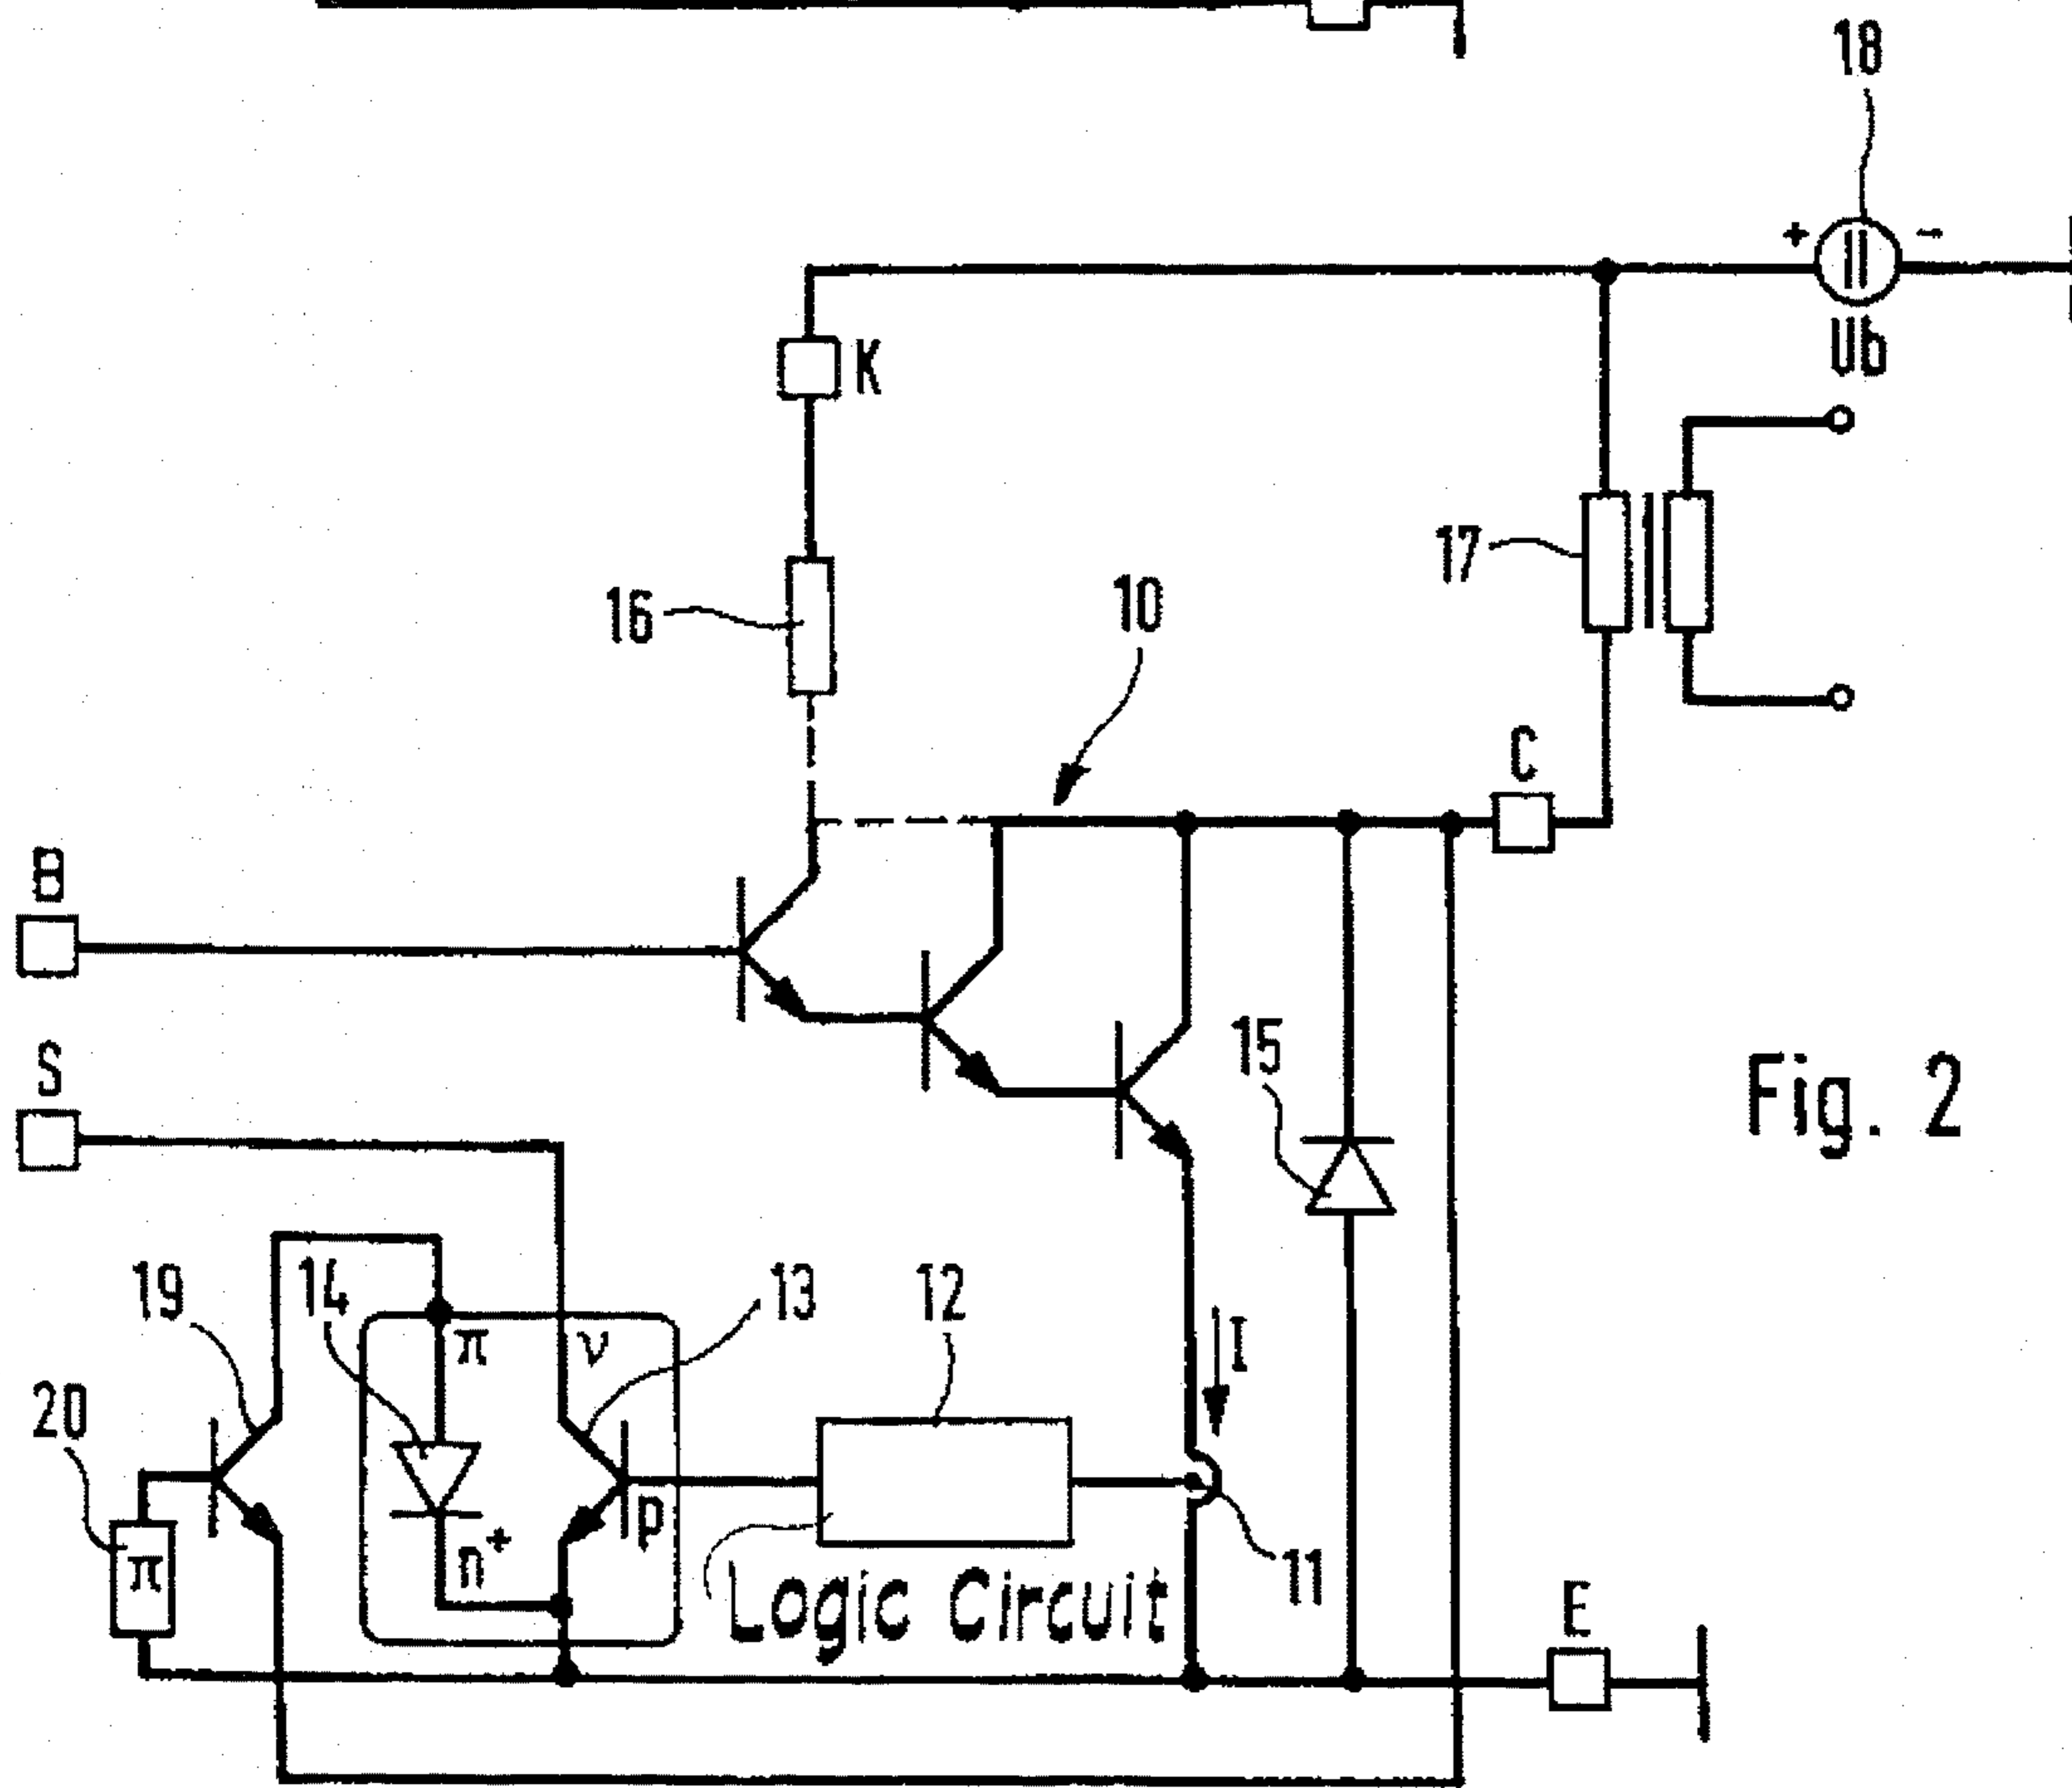 18
+ -
Ub
K
17
16
10
C
B
S
15
Fig. 2
19
14
13
12
I
π
ν
20
p
π
n+
Logic Circuit
11
E